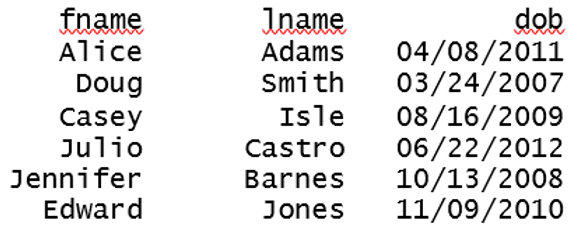 fname lname dob
Alice Adams 04/08/2011
Doug Smith 03/24/2007
Casey Isle 08/16/2009
Julio Castro 06/22/2012
Jennifer Barnes 10/13/2008
Edward Jones 11/09/2010